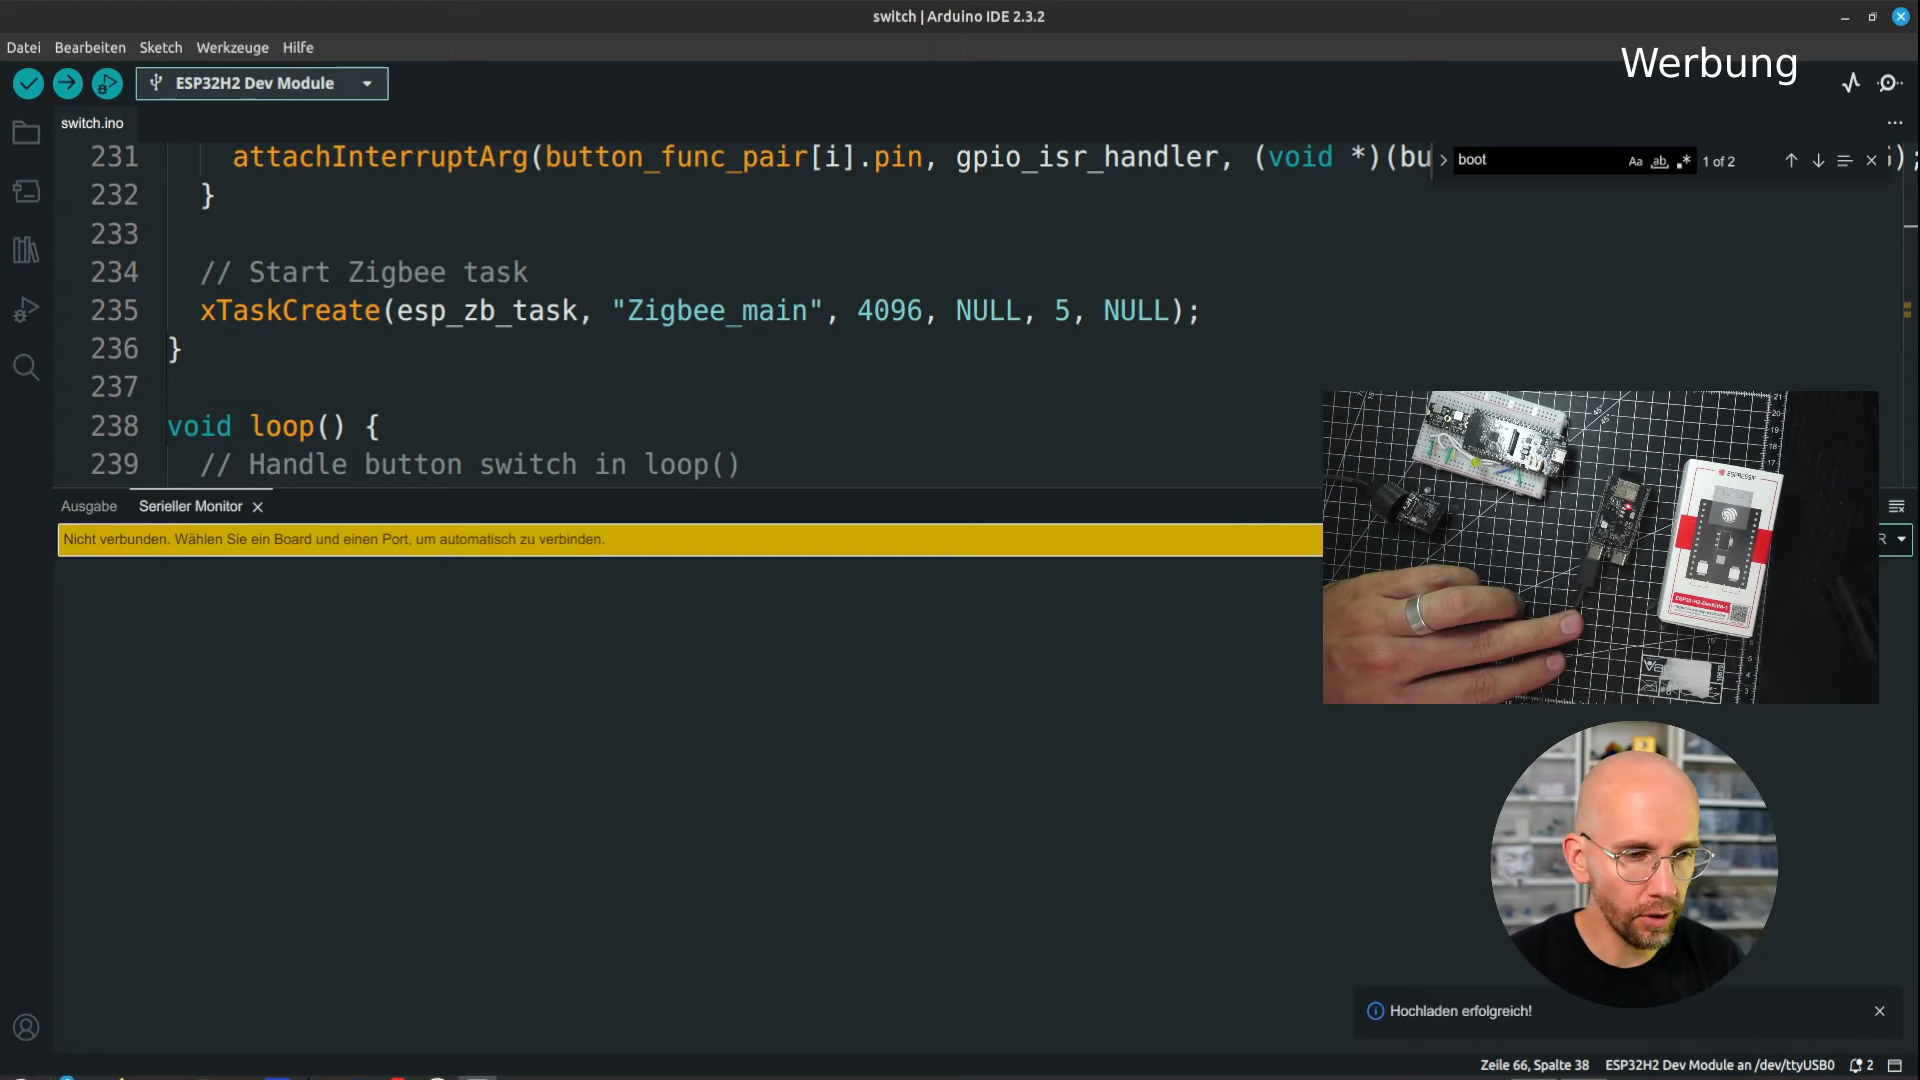 switch | Arduino IDE 2.3.2
Datei Bearbeiten Sketch Werkzeuge Hilfe
Werbung
ESP32H2 Dev Module
switch.ino
boot
Aa ab 1 of 2
231 attachInterruptArg(button_func_pair[i].pin, gpio_isr_handler, (void *)(bu
232 }
233
234 // Start Zigbee task
235 xTaskCreate(esp_zb_task, "Zigbee_main", 4096, NULL, 5, NULL);
236 }
237
238 void loop() {
239 // Handle button switch in loop()
Ausgabe Serieller Monitor
Nicht verbunden. Wählen Sie ein Board und einen Port, um automatisch zu verbinden.
ESPRESSIF
Hochladen erfolgreich!
Zeile 66, Spalte 38 ESP32H2 Dev Module an /dev/ttyUSB0 2